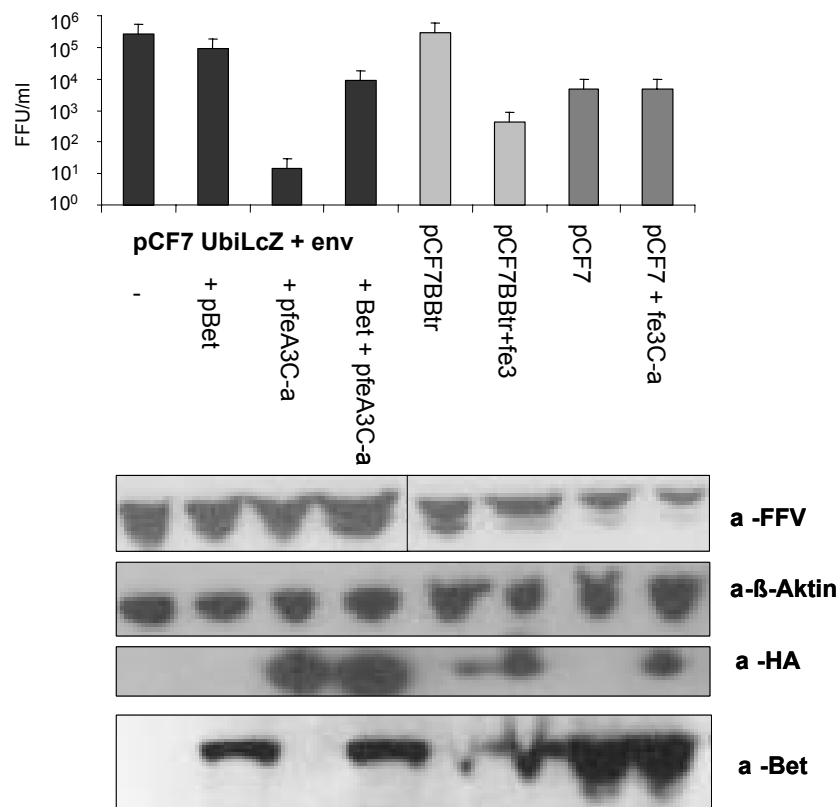 FFU/ml
10⁶
10⁵
10⁴
10³
10²
10¹
10⁰
pCF7 UbiLcZ + env
-
+ pBet
+ pfeA3C-a
+ Bet + pfeA3C-a
pCF7BBtr
pCF7BBtr+fe3
pCF7
pCF7 + fe3C-a
a -FFV
a-ß-Aktin
a -HA
a -Bet